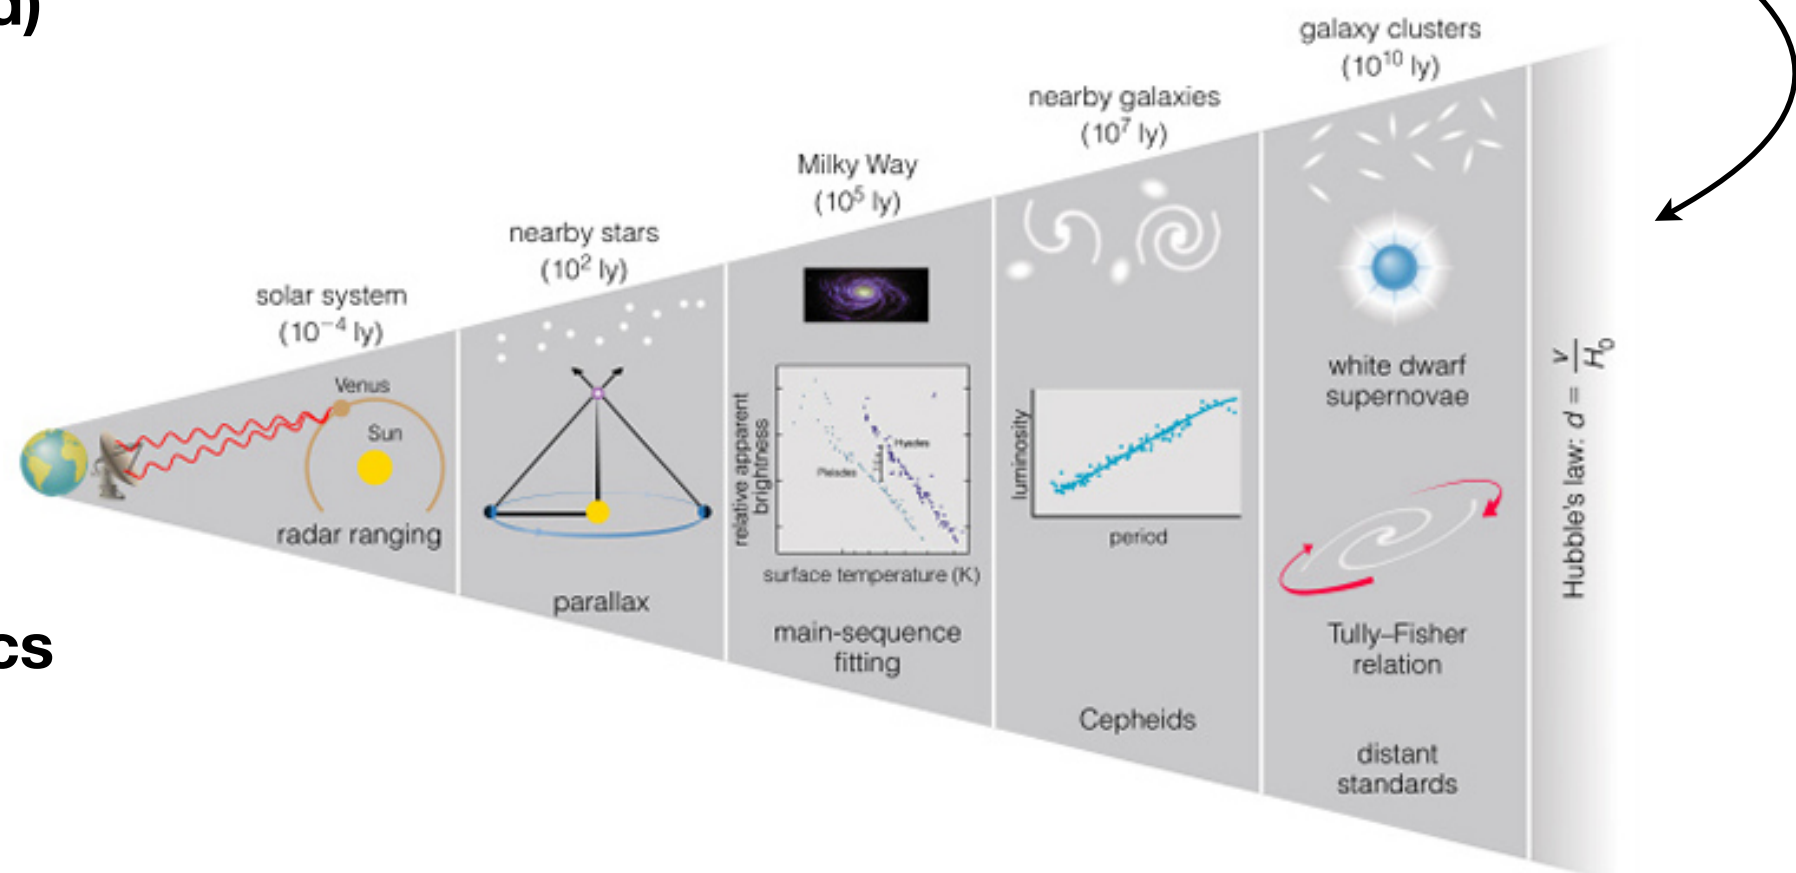 d)
galaxy clusters
(10¹⁰ ly)
nearby galaxies
(10⁷ ly)
Milky Way
(10⁵ ly)
nearby stars
(10² ly)
solar system
(10⁻⁴ ly)
Venus
Sun
radar ranging
parallax
relative apparent
brightness
Hyades
Pleiades
surface temperature (K)
main-sequence
fitting
luminosity
period
Cepheids
white dwarf
supernovae
Tully–Fisher
relation
distant
standards
Hubble's law: d = v/H₀
cs